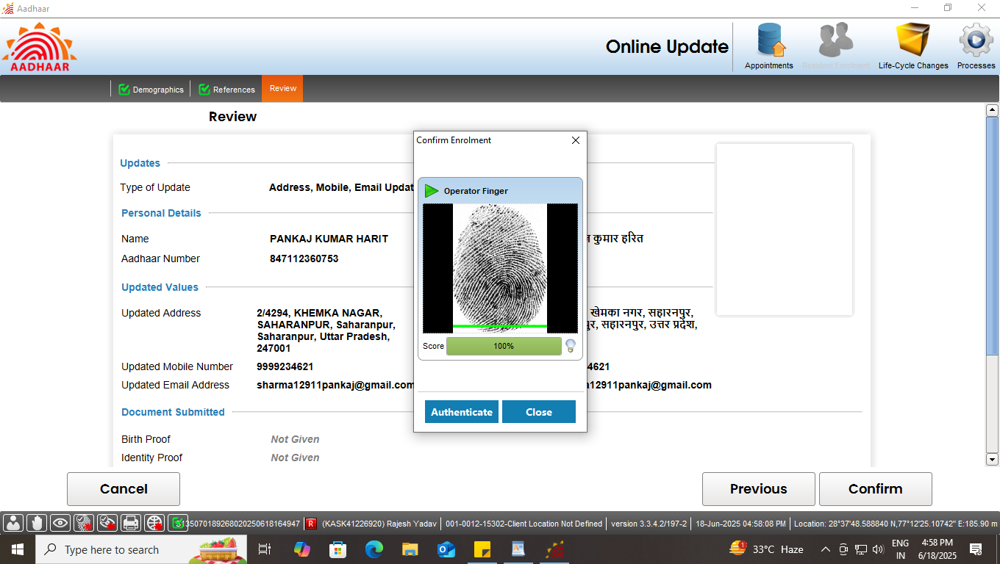 Aadhaar
AADHAAR
Online Update
Appointments
Resident Enrolment
Life-Cycle Changes
Processes
Demographics
References
Review
Review
Updates
Type of Update
Address, Mobile, Email Updat
Personal Details
Name
PANKAJ KUMAR HARIT
कुमार हरित
Aadhaar Number
847112360753
Updated Values
Updated Address
2/4294, KHEMKA NAGAR,
SAHARANPUR, Saharanpur,
Saharanpur, Uttar Pradesh,
247001
खेमका नगर, सहारनपुर,
सहारनपुर, उत्तर प्रदेश,
Updated Mobile Number
9999234621
4621
Updated Email Address
sharma12911pankaj@gmail.com
a12911pankaj@gmail.com
Document Submitted
Birth Proof
Not Given
Identity Proof
Not Given
Confirm Enrolment
Operator Finger
Score
100%
Authenticate
Close
Cancel
Previous
Confirm
R
(KASK41226920) Rajesh Yadav
001-0012-15302-Client Location Not Defined
version 3.3.4.2/197-2
18-Jun-2025 04:58:08 PM
Location: 28°37'48.588840 N,77°12'25.10742" E:185.90 m
Type here to search
1
33°C Haze
ENG
IN
4:58 PM
6/18/2025